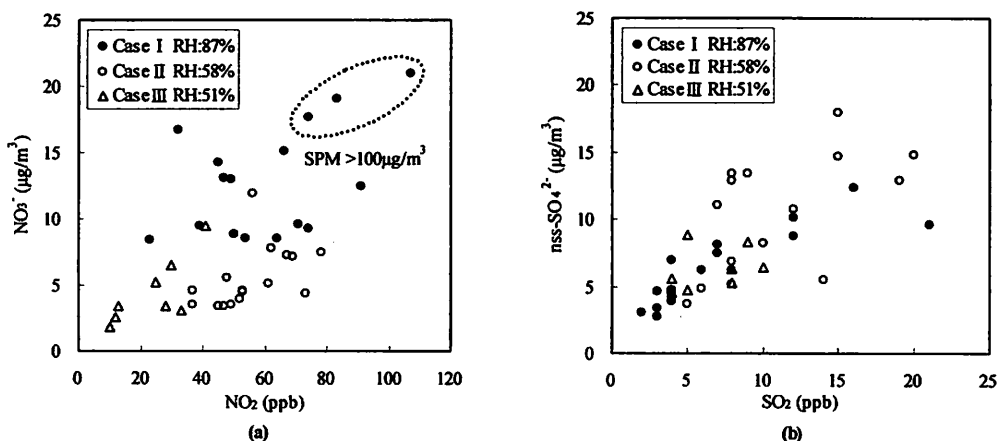 25
20
15
10
5
0
NO₃⁻ (μg/m³)
● Case Ⅰ RH:87%
○ Case Ⅱ RH:58%
△ Case Ⅲ RH:51%
SPM >100μg/m³
0 20 40 60 80 100 120
NO₂ (ppb)
(a)
25
20
15
10
5
0
nss-SO₄²⁻ (μg/m³)
● Case Ⅰ RH:87%
○ Case Ⅱ RH:58%
△ Case Ⅲ RH:51%
0 5 10 15 20 25
SO₂ (ppb)
(b)